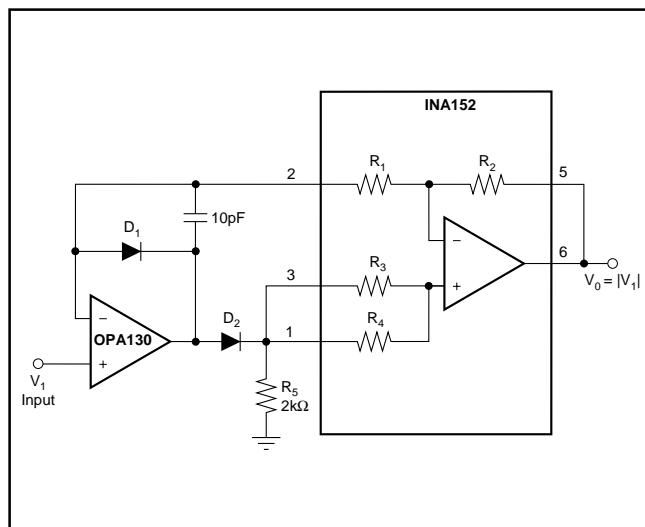 INA152
R1
R2
2
5
10pF
D1
6
V0 = |V1|
3
R3
D2
OPA130
1
R4
V1
Input
R5
2kΩ
−
+
−
+